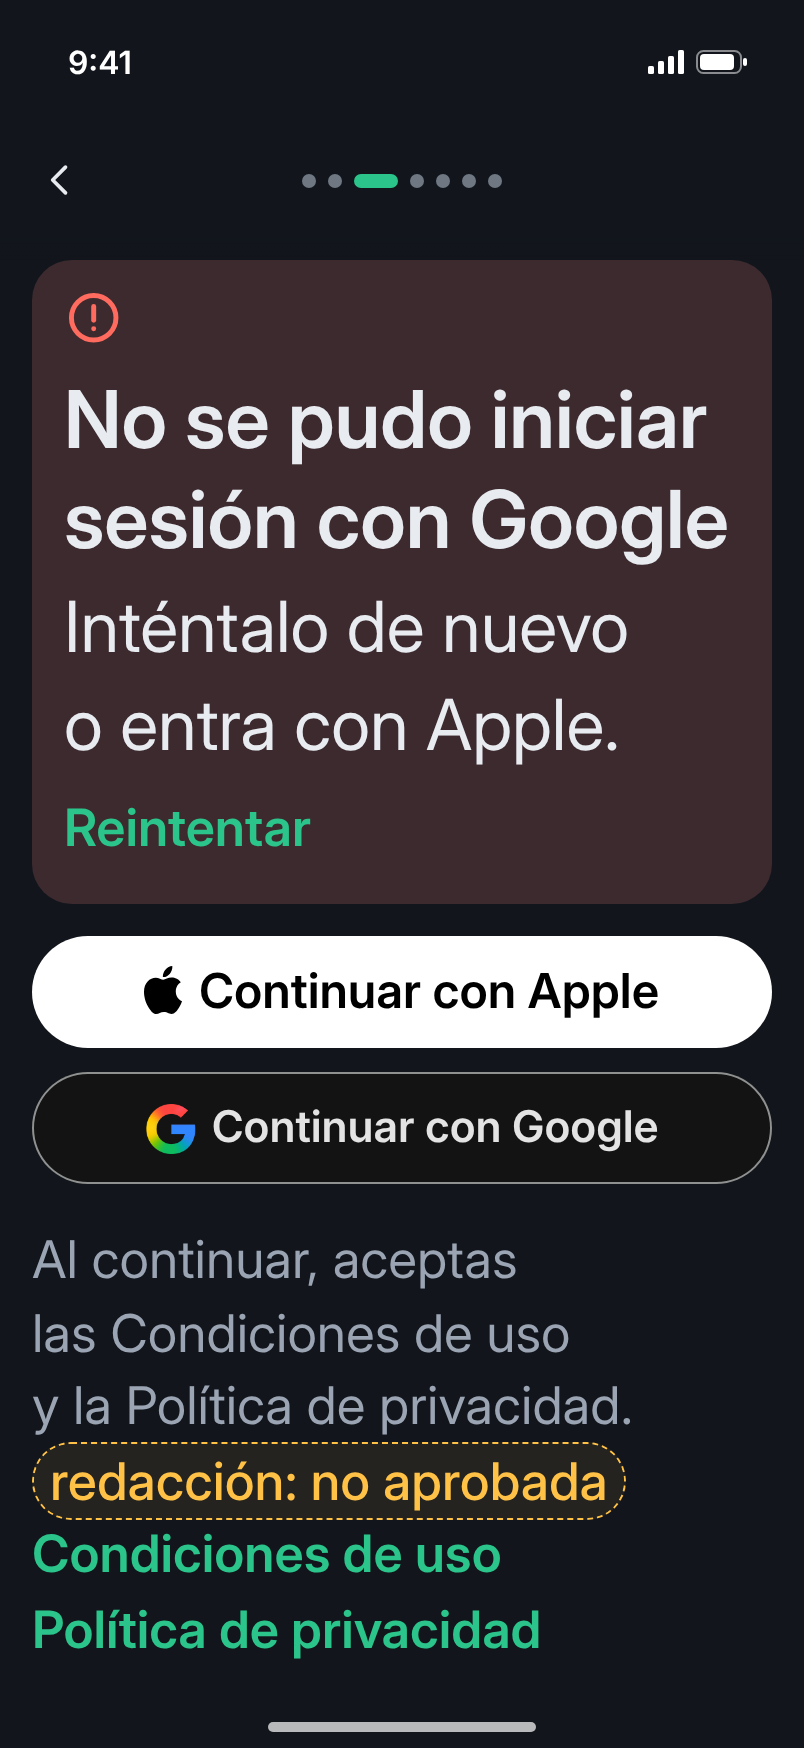 9:41
No se pudo iniciar
sesión con Google
Inténtalo de nuevo
o entra con Apple.
Reintentar
Continuar con Apple
Continuar con Google
Al continuar, aceptas
las Condiciones de uso
y la Política de privacidad.
redacción: no aprobada
Condiciones de uso
Política de privacidad